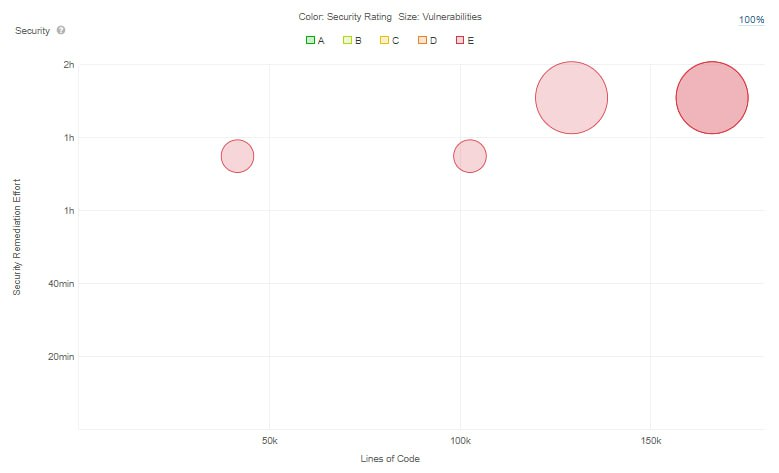 Color: Security Rating  Size: Vulnerabilities
100%
Security ?
A B C D E
2h
1h
1h
40min
20min
Security Remediation Effort
50k 100k 150k
Lines of Code